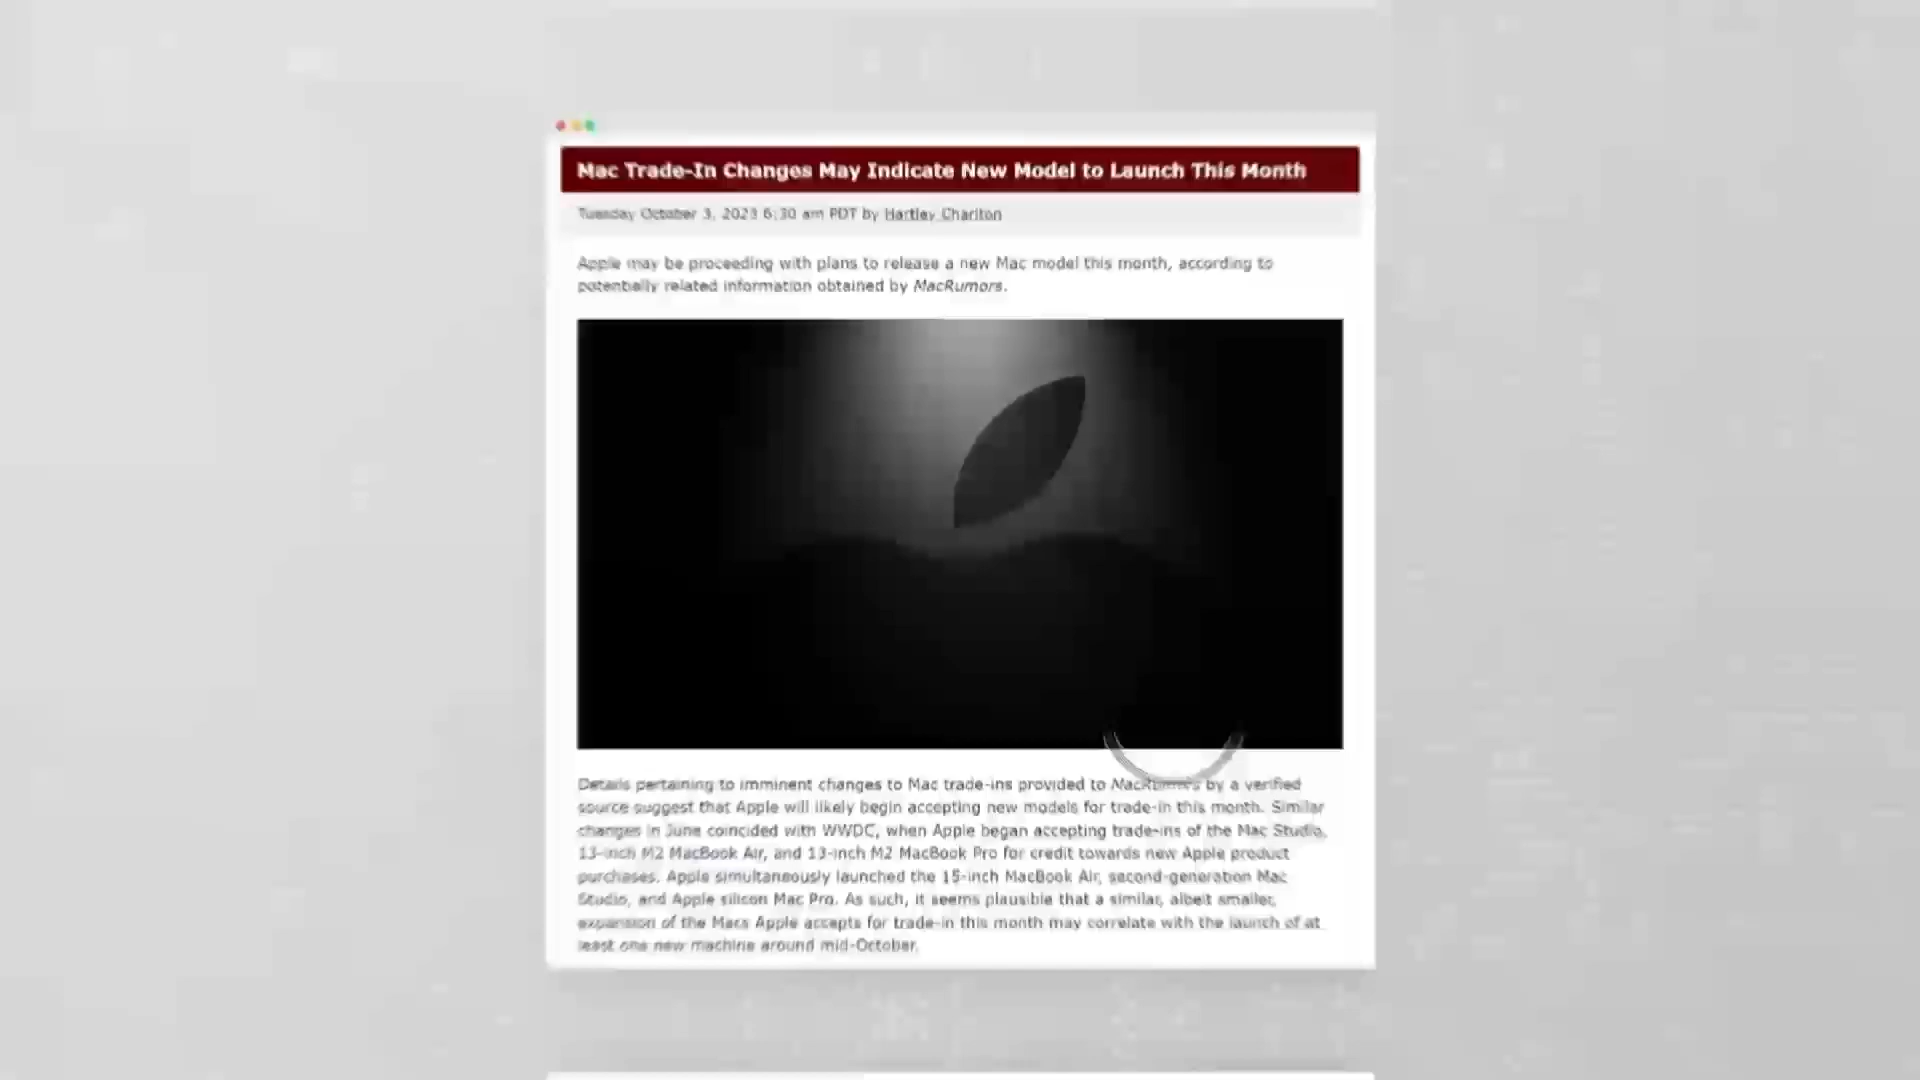 Mac Trade-In Changes May Indicate New Model to Launch This Month
Tuesday October 3, 2023 6:30 am PDT by Hartley Charlton
Apple may be proceeding with plans to release a new Mac model this month, according to
potentially related information obtained by MacRumors.
Details pertaining to imminent changes to Mac trade-ins provided to MacRumors by a verified
source suggest that Apple will likely begin accepting new models for trade-in this month. Similar
changes in June coincided with WWDC, when Apple began accepting trade-ins of the Mac Studio,
13-inch M2 MacBook Air, and 13-inch M2 MacBook Pro for credit towards new Apple product
purchases. Apple simultaneously launched the 15-inch MacBook Air, second-generation Mac
Studio, and Apple silicon Mac Pro. As such, it seems plausible that a similar, albeit smaller,
expansion of the Macs Apple accepts for trade-in this month may correlate with the launch of at
least one new machine around mid-October.